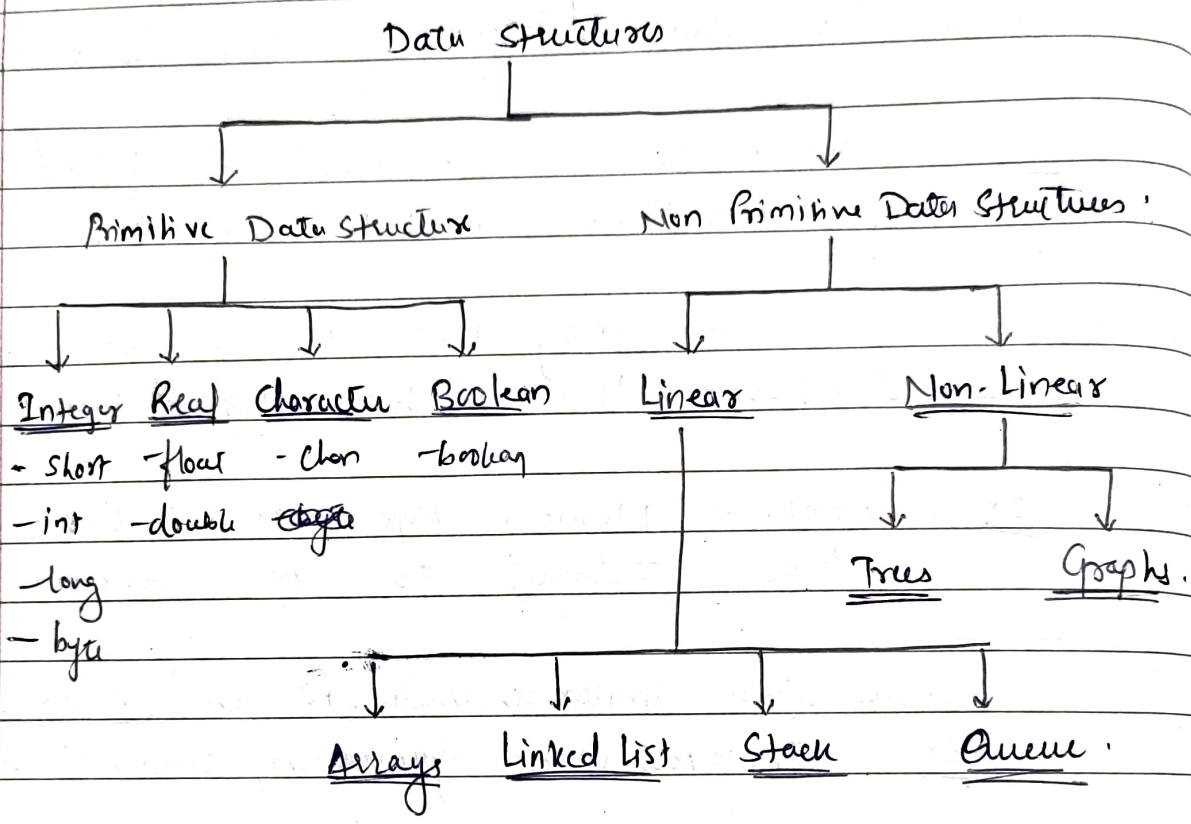 Data Structures
Primitive Data Structure Non Primitive Data Structures.
Integer Real Character Boolean Linear Non-Linear
- short -float - Char -boolean
- int -double
Trees Graphs.
-long
- byte
Arrays Linked List Stack Queue.